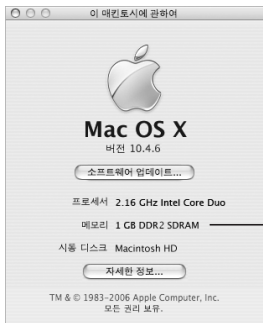 이 매킨토시에 관하여
Mac OS X
버전 10.4.6
소프트웨어 업데이트...
프로세서 2.16 GHz Intel Core Duo
메모리 1 GB DDR2 SDRAM
시동 디스크 Macintosh HD
자세한 정보...
TM & © 1983-2006 Apple Computer, Inc.
모든 권리 보유.